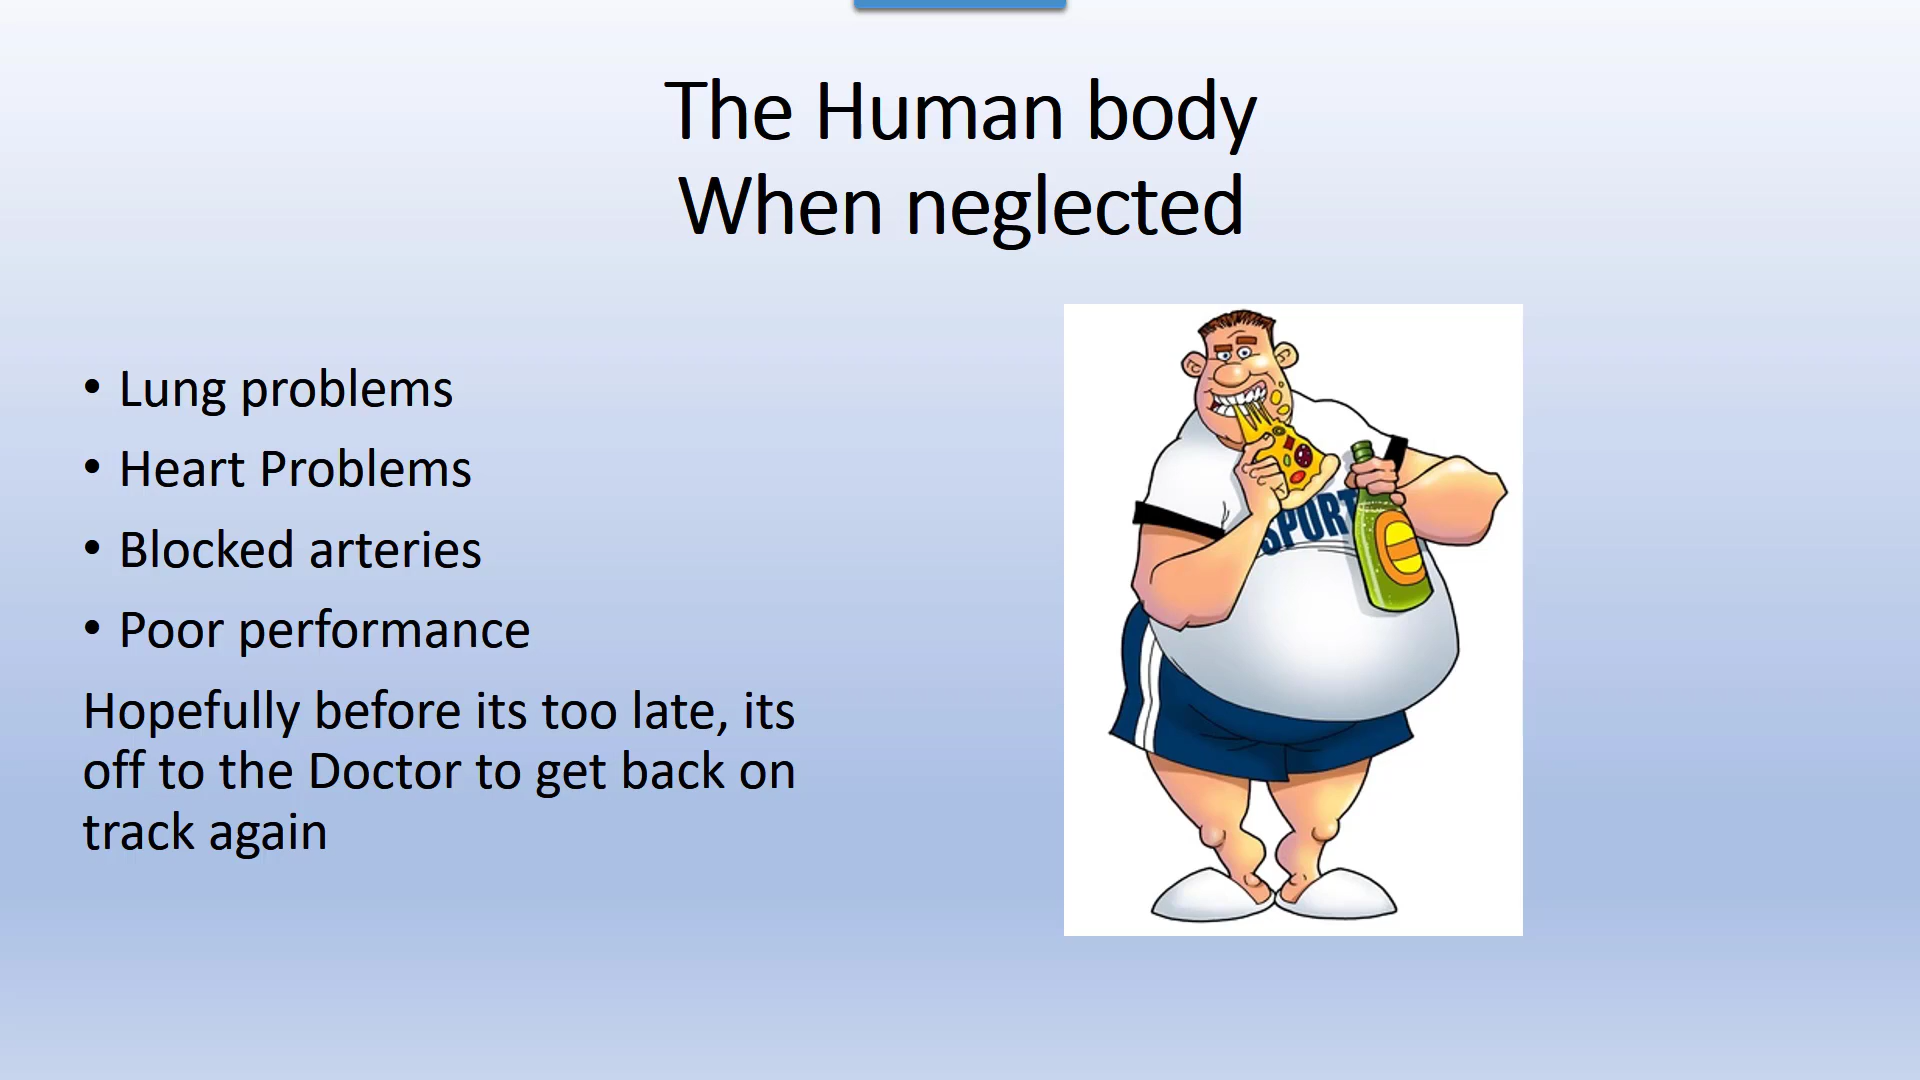 The Human body
When neglected
• Lung problems
• Heart Problems
• Blocked arteries
• Poor performance
Hopefully before its too late, its
off to the Doctor to get back on
track again
SPORT